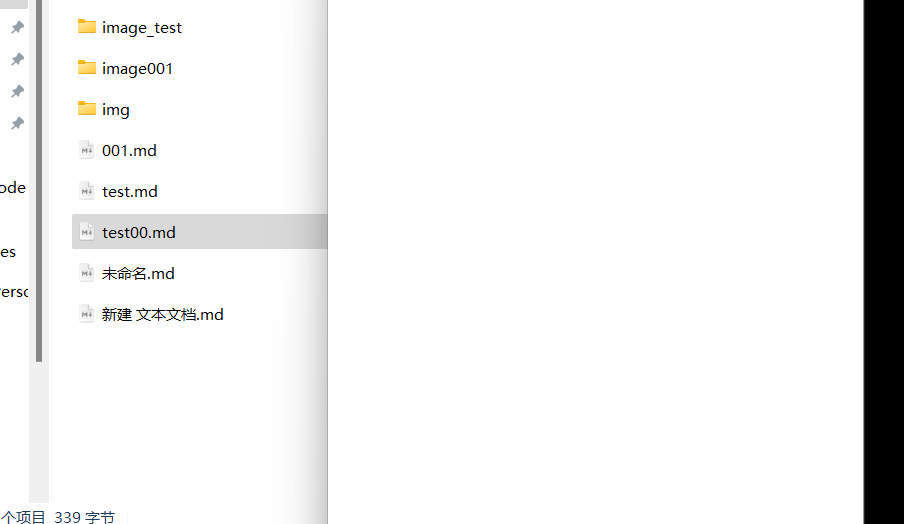 image_test
image001
img
001.md
test.md
ode
test00.md
es
未命名.md
Perso
新建 文本文档.md
个项目 339 字节